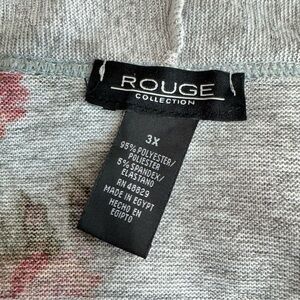 ROUGE
COLLECTION
3X
95% POLYESTER/
POLIESTER
5% SPANDEX/
ELASTANO
RN 48829
MADE IN EGYPT
HECHO EN
EGIPTO